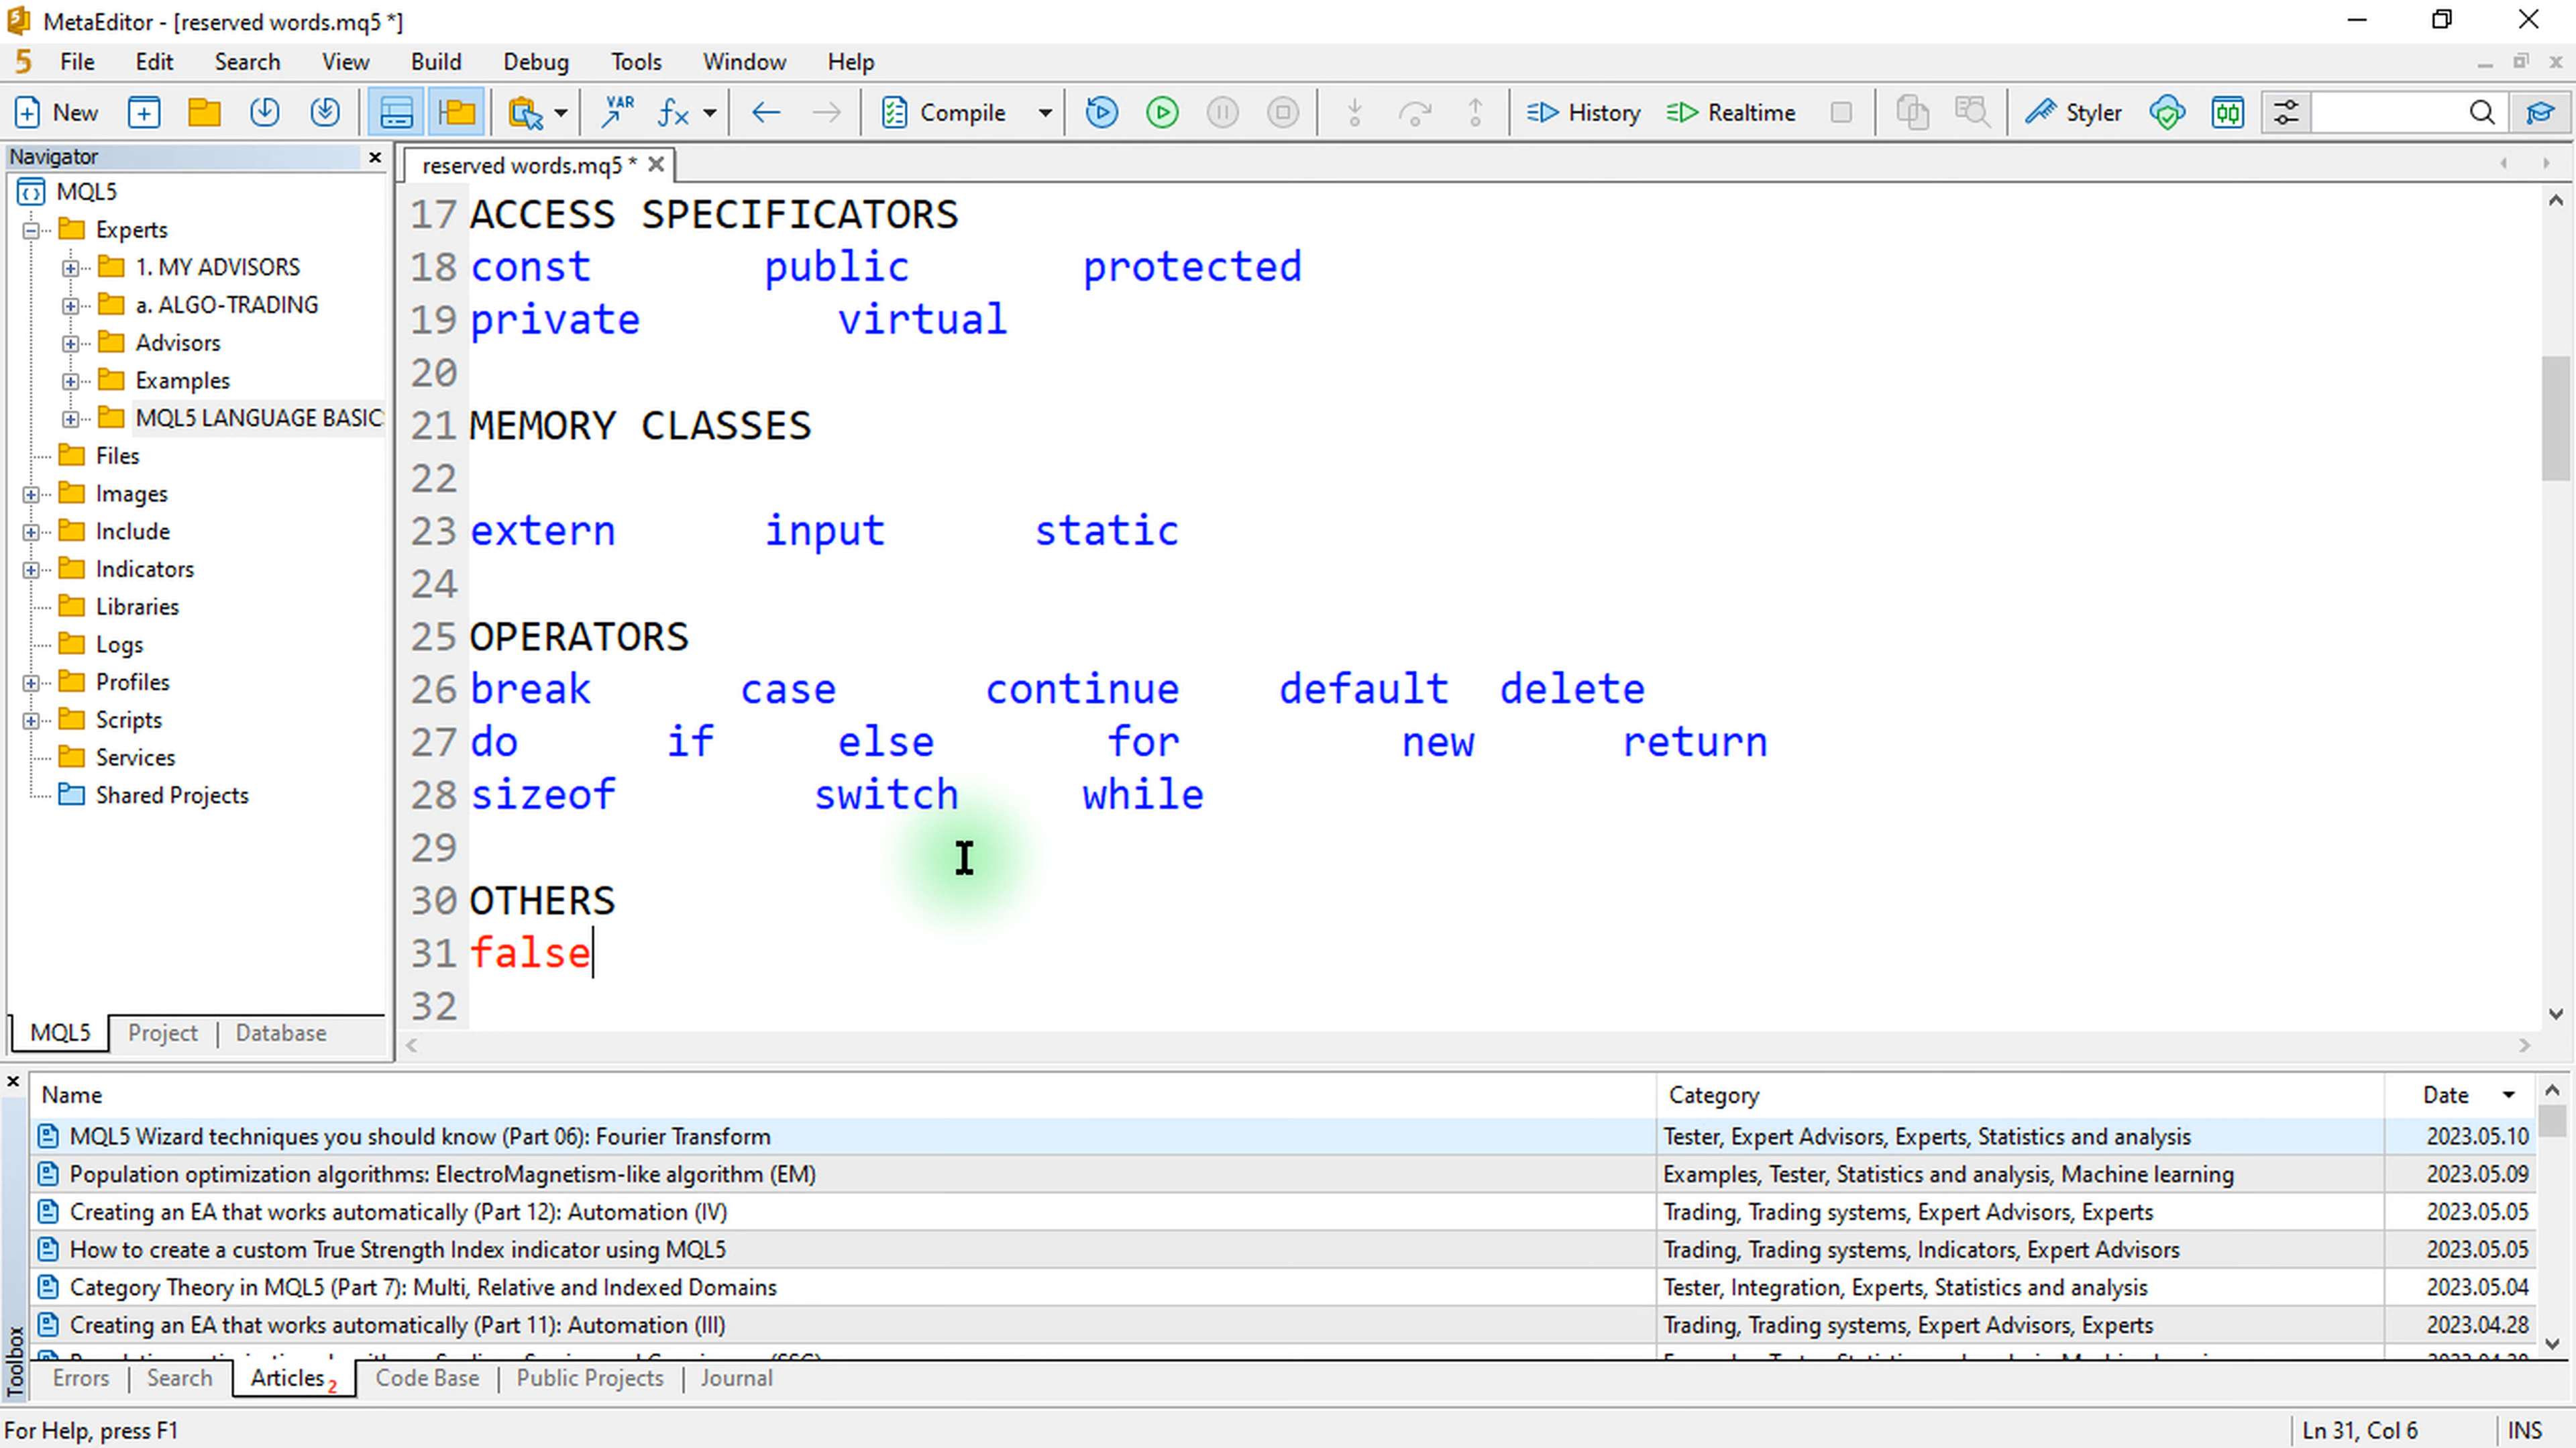 MetaEditor - [reserved words.mq5 *]
File Edit Search View Build Debug Tools Window Help
New VAR fx Compile History Realtime Styler
Navigator
reserved words.mq5 *
MQL5
Experts
1. MY ADVISORS
a. ALGO-TRADING
Advisors
Examples
MQL5 LANGUAGE BASIC
Files
Images
Include
Indicators
Libraries
Logs
Profiles
Scripts
Services
Shared Projects
MQL5 Project Database
17 ACCESS SPECIFICATORS
18 const public protected
19 private virtual
20
21 MEMORY CLASSES
22
23 extern input static
24
25 OPERATORS
26 break case continue default delete
27 do if else for new return
28 sizeof switch while
29
30 OTHERS
31 false
32
Name Category Date
MQL5 Wizard techniques you should know (Part 06): Fourier Transform Tester, Expert Advisors, Experts, Statistics and analysis 2023.05.10
Population optimization algorithms: ElectroMagnetism-like algorithm (EM) Examples, Tester, Statistics and analysis, Machine learning 2023.05.09
Creating an EA that works automatically (Part 12): Automation (IV) Trading, Trading systems, Expert Advisors, Experts 2023.05.05
How to create a custom True Strength Index indicator using MQL5 Trading, Trading systems, Indicators, Expert Advisors 2023.05.05
Category Theory in MQL5 (Part 7): Multi, Relative and Indexed Domains Tester, Integration, Experts, Statistics and analysis 2023.05.04
Creating an EA that works automatically (Part 11): Automation (III) Trading, Trading systems, Expert Advisors, Experts 2023.04.28
Toolbox
Errors Search Articles 2 Code Base Public Projects Journal
For Help, press F1 Ln 31, Col 6 INS